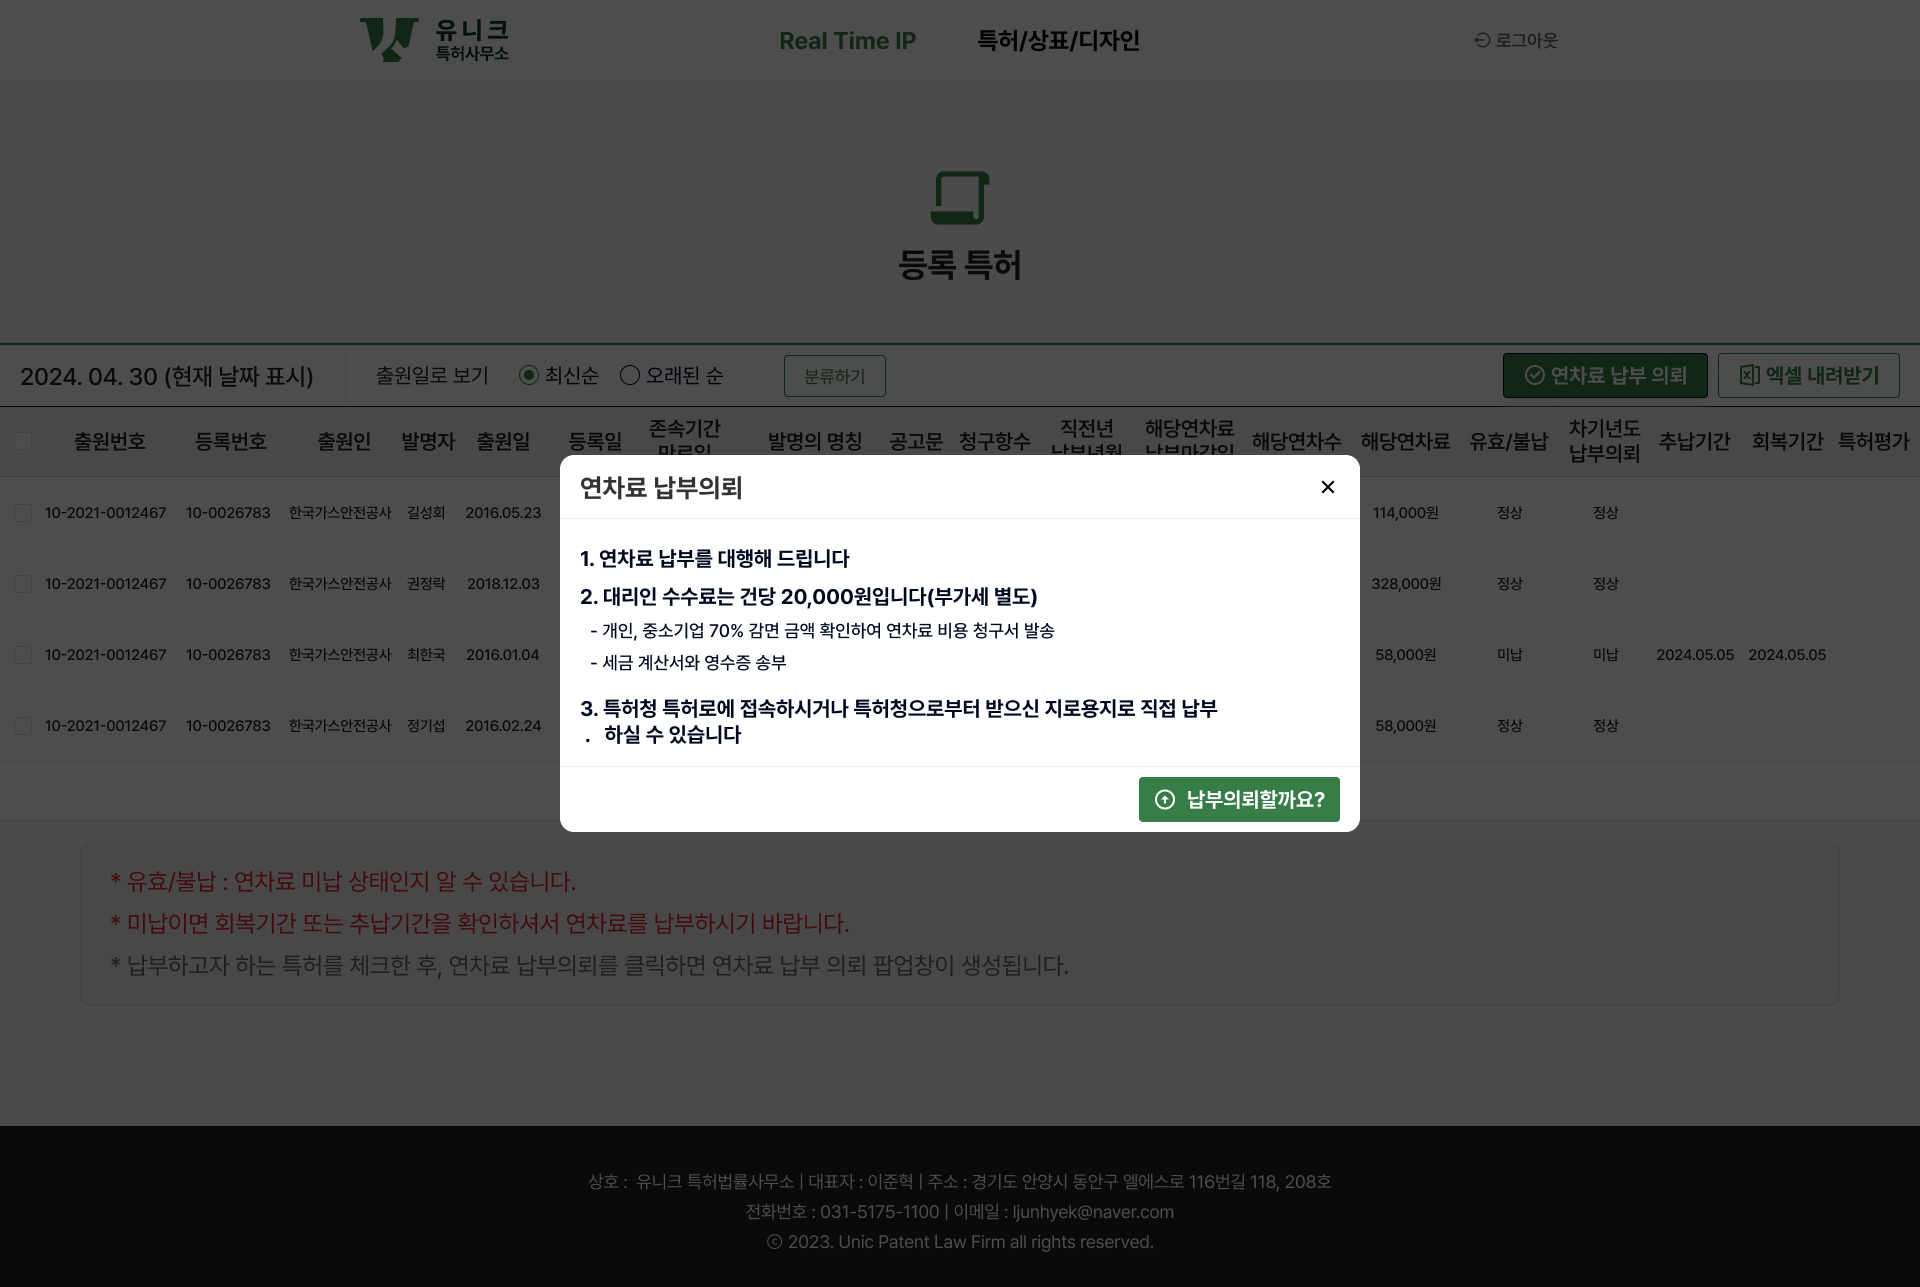 유니크
특허사무소
Real Time IP
특허/상표/디자인
로그아웃
등록 특허
2024. 04. 30 (현재 날짜 표시)
출원일로 보기
최신순
오래된 순
분류하기
연차료 납부 의뢰
엑셀 내려받기
출원번호 등록번호 출원인 발명자 출원일 등록일 존속기간 만료일 발명의 명칭 공고문 청구항수 직전년 납부년월 해당연차료 납부마감일 해당연차수 해당연차료 유효/불납 차기년도 납부의뢰 추납기간 회복기간 특허평가
10-2021-0012467 10-0026783 한국가스안전공사 길성회 2016.05.23 114,000원 정상 정상
10-2021-0012467 10-0026783 한국가스안전공사 권정락 2018.12.03 328,000원 정상 정상
10-2021-0012467 10-0026783 한국가스안전공사 최한국 2016.01.04 58,000원 미납 미납 2024.05.05 2024.05.05
10-2021-0012467 10-0026783 한국가스안전공사 정기섭 2016.02.24 58,000원 정상 정상
연차료 납부의뢰
1. 연차료 납부를 대행해 드립니다
2. 대리인 수수료는 건당 20,000원입니다(부가세 별도)
- 개인, 중소기업 70% 감면 금액 확인하여 연차료 비용 청구서 발송
- 세금 계산서와 영수증 송부
3. 특허청 특허로에 접속하시거나 특허청으로부터 받으신 지로용지로 직접 납부
. 하실 수 있습니다
납부의뢰할까요?
* 유효/불납 : 연차료 미납 상태인지 알 수 있습니다.
* 미납이면 회복기간 또는 추납기간을 확인하셔서 연차료를 납부하시기 바랍니다.
* 납부하고자 하는 특허를 체크한 후, 연차료 납부의뢰를 클릭하면 연차료 납부 의뢰 팝업창이 생성됩니다.
상호 : 유니크 특허법률사무소 | 대표자 : 이준혁 | 주소 : 경기도 안양시 동안구 엘에스로 116번길 118, 208호
전화번호 : 031-5175-1100 | 이메일 : ljunhyek@naver.com
ⓒ 2023. Unic Patent Law Firm all rights reserved.